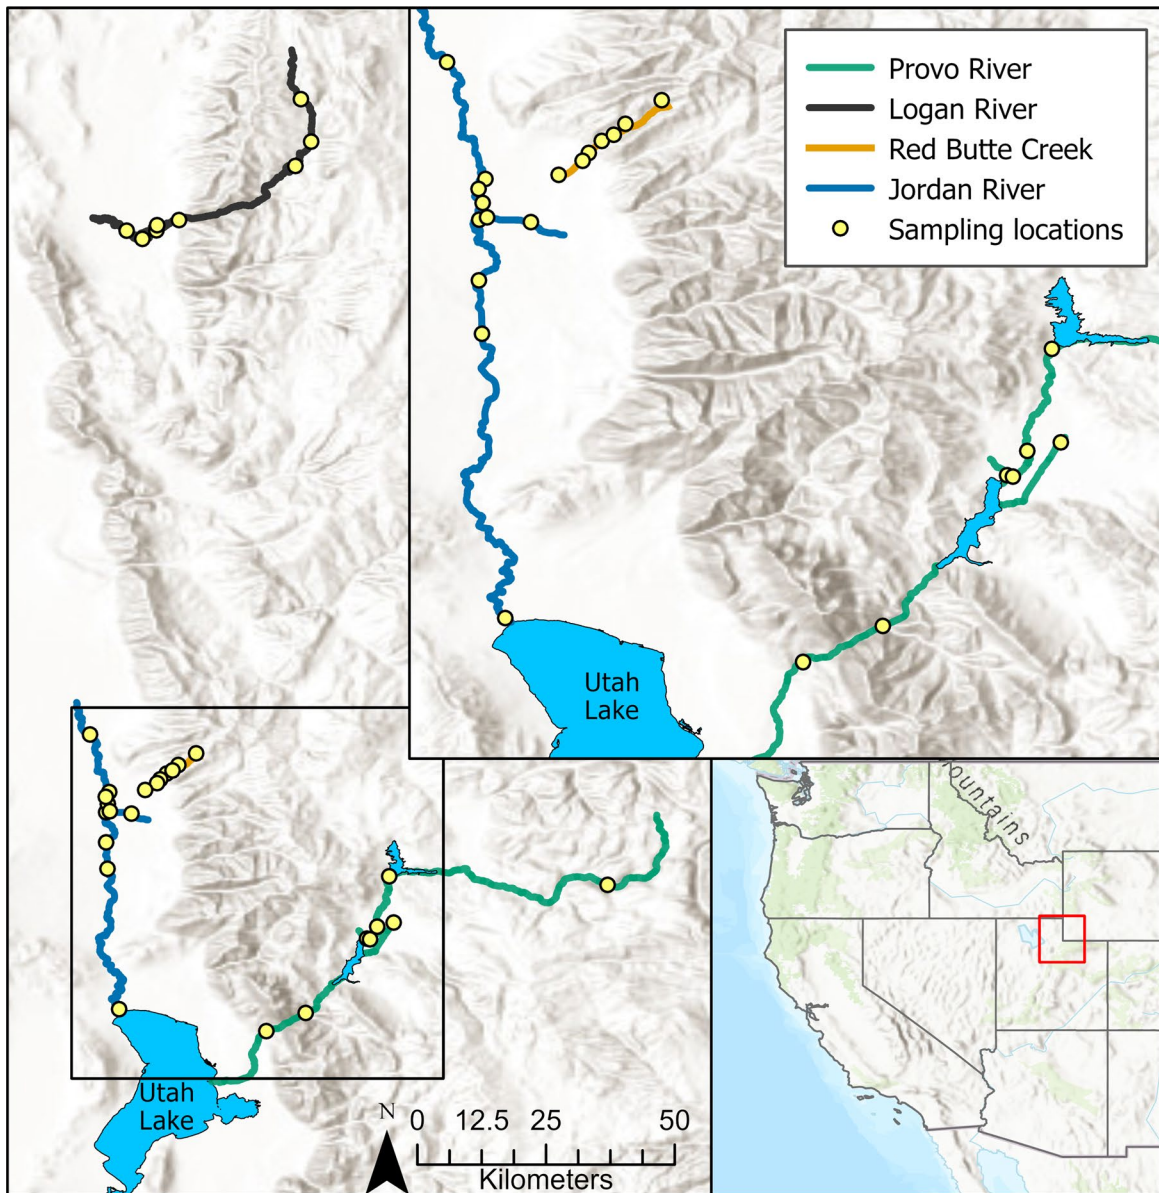 Provo River
Logan River
Red Butte Creek
Jordan River
Sampling locations
Utah
Lake
Mountains
Utah
Lake
N
0 12.5 25 50
Kilometers